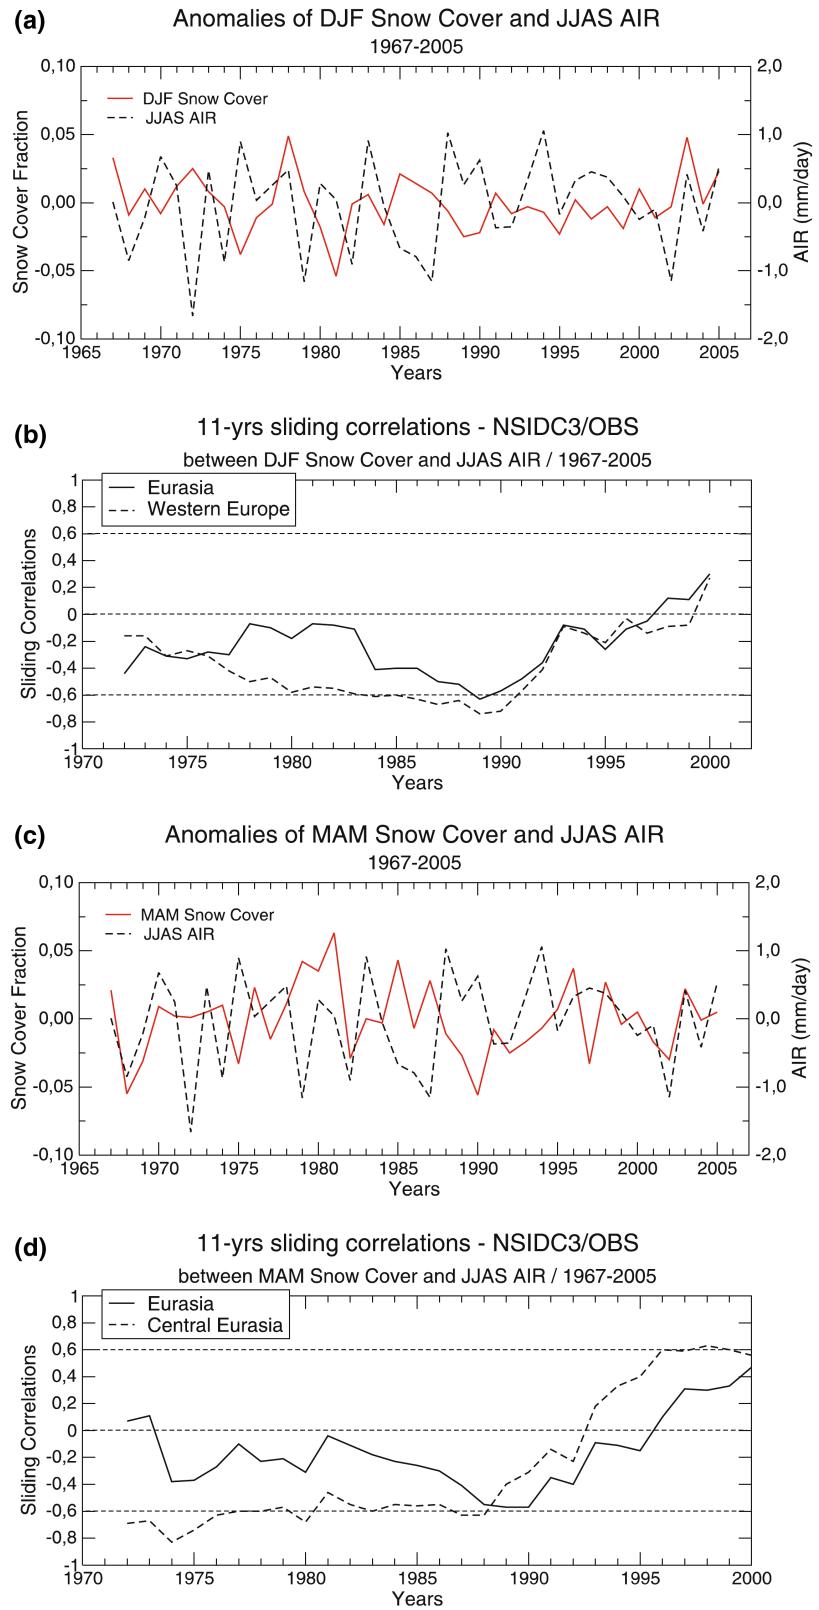 (a)
Anomalies of DJF Snow Cover and JJAS AIR
1967-2005
0,10
0,05
0,00
-0,05
-0,10
Snow Cover Fraction
DJF Snow Cover
JJAS AIR
2,0
1,0
0,0
-1,0
-2,0
AIR (mm/day)
1965 1970 1975 1980 1985 1990 1995 2000 2005
Years
(b)
11-yrs sliding correlations - NSIDC3/OBS
between DJF Snow Cover and JJAS AIR / 1967-2005
1
0,8
0,6
0,4
0,2
0
-0,2
-0,4
-0,6
-0,8
-1
Sliding Correlations
Eurasia
Western Europe
1970 1975 1980 1985 1990 1995 2000
Years
(c)
Anomalies of MAM Snow Cover and JJAS AIR
1967-2005
0,10
0,05
0,00
-0,05
-0,10
Snow Cover Fraction
MAM Snow Cover
JJAS AIR
2,0
1,0
0,0
-1,0
-2,0
AIR (mm/day)
1965 1970 1975 1980 1985 1990 1995 2000 2005
Years
(d)
11-yrs sliding correlations - NSIDC3/OBS
between MAM Snow Cover and JJAS AIR / 1967-2005
1
0,8
0,6
0,4
0,2
0
-0,2
-0,4
-0,6
-0,8
-1
Sliding Correlations
Eurasia
Central Eurasia
1970 1975 1980 1985 1990 1995 2000
Years